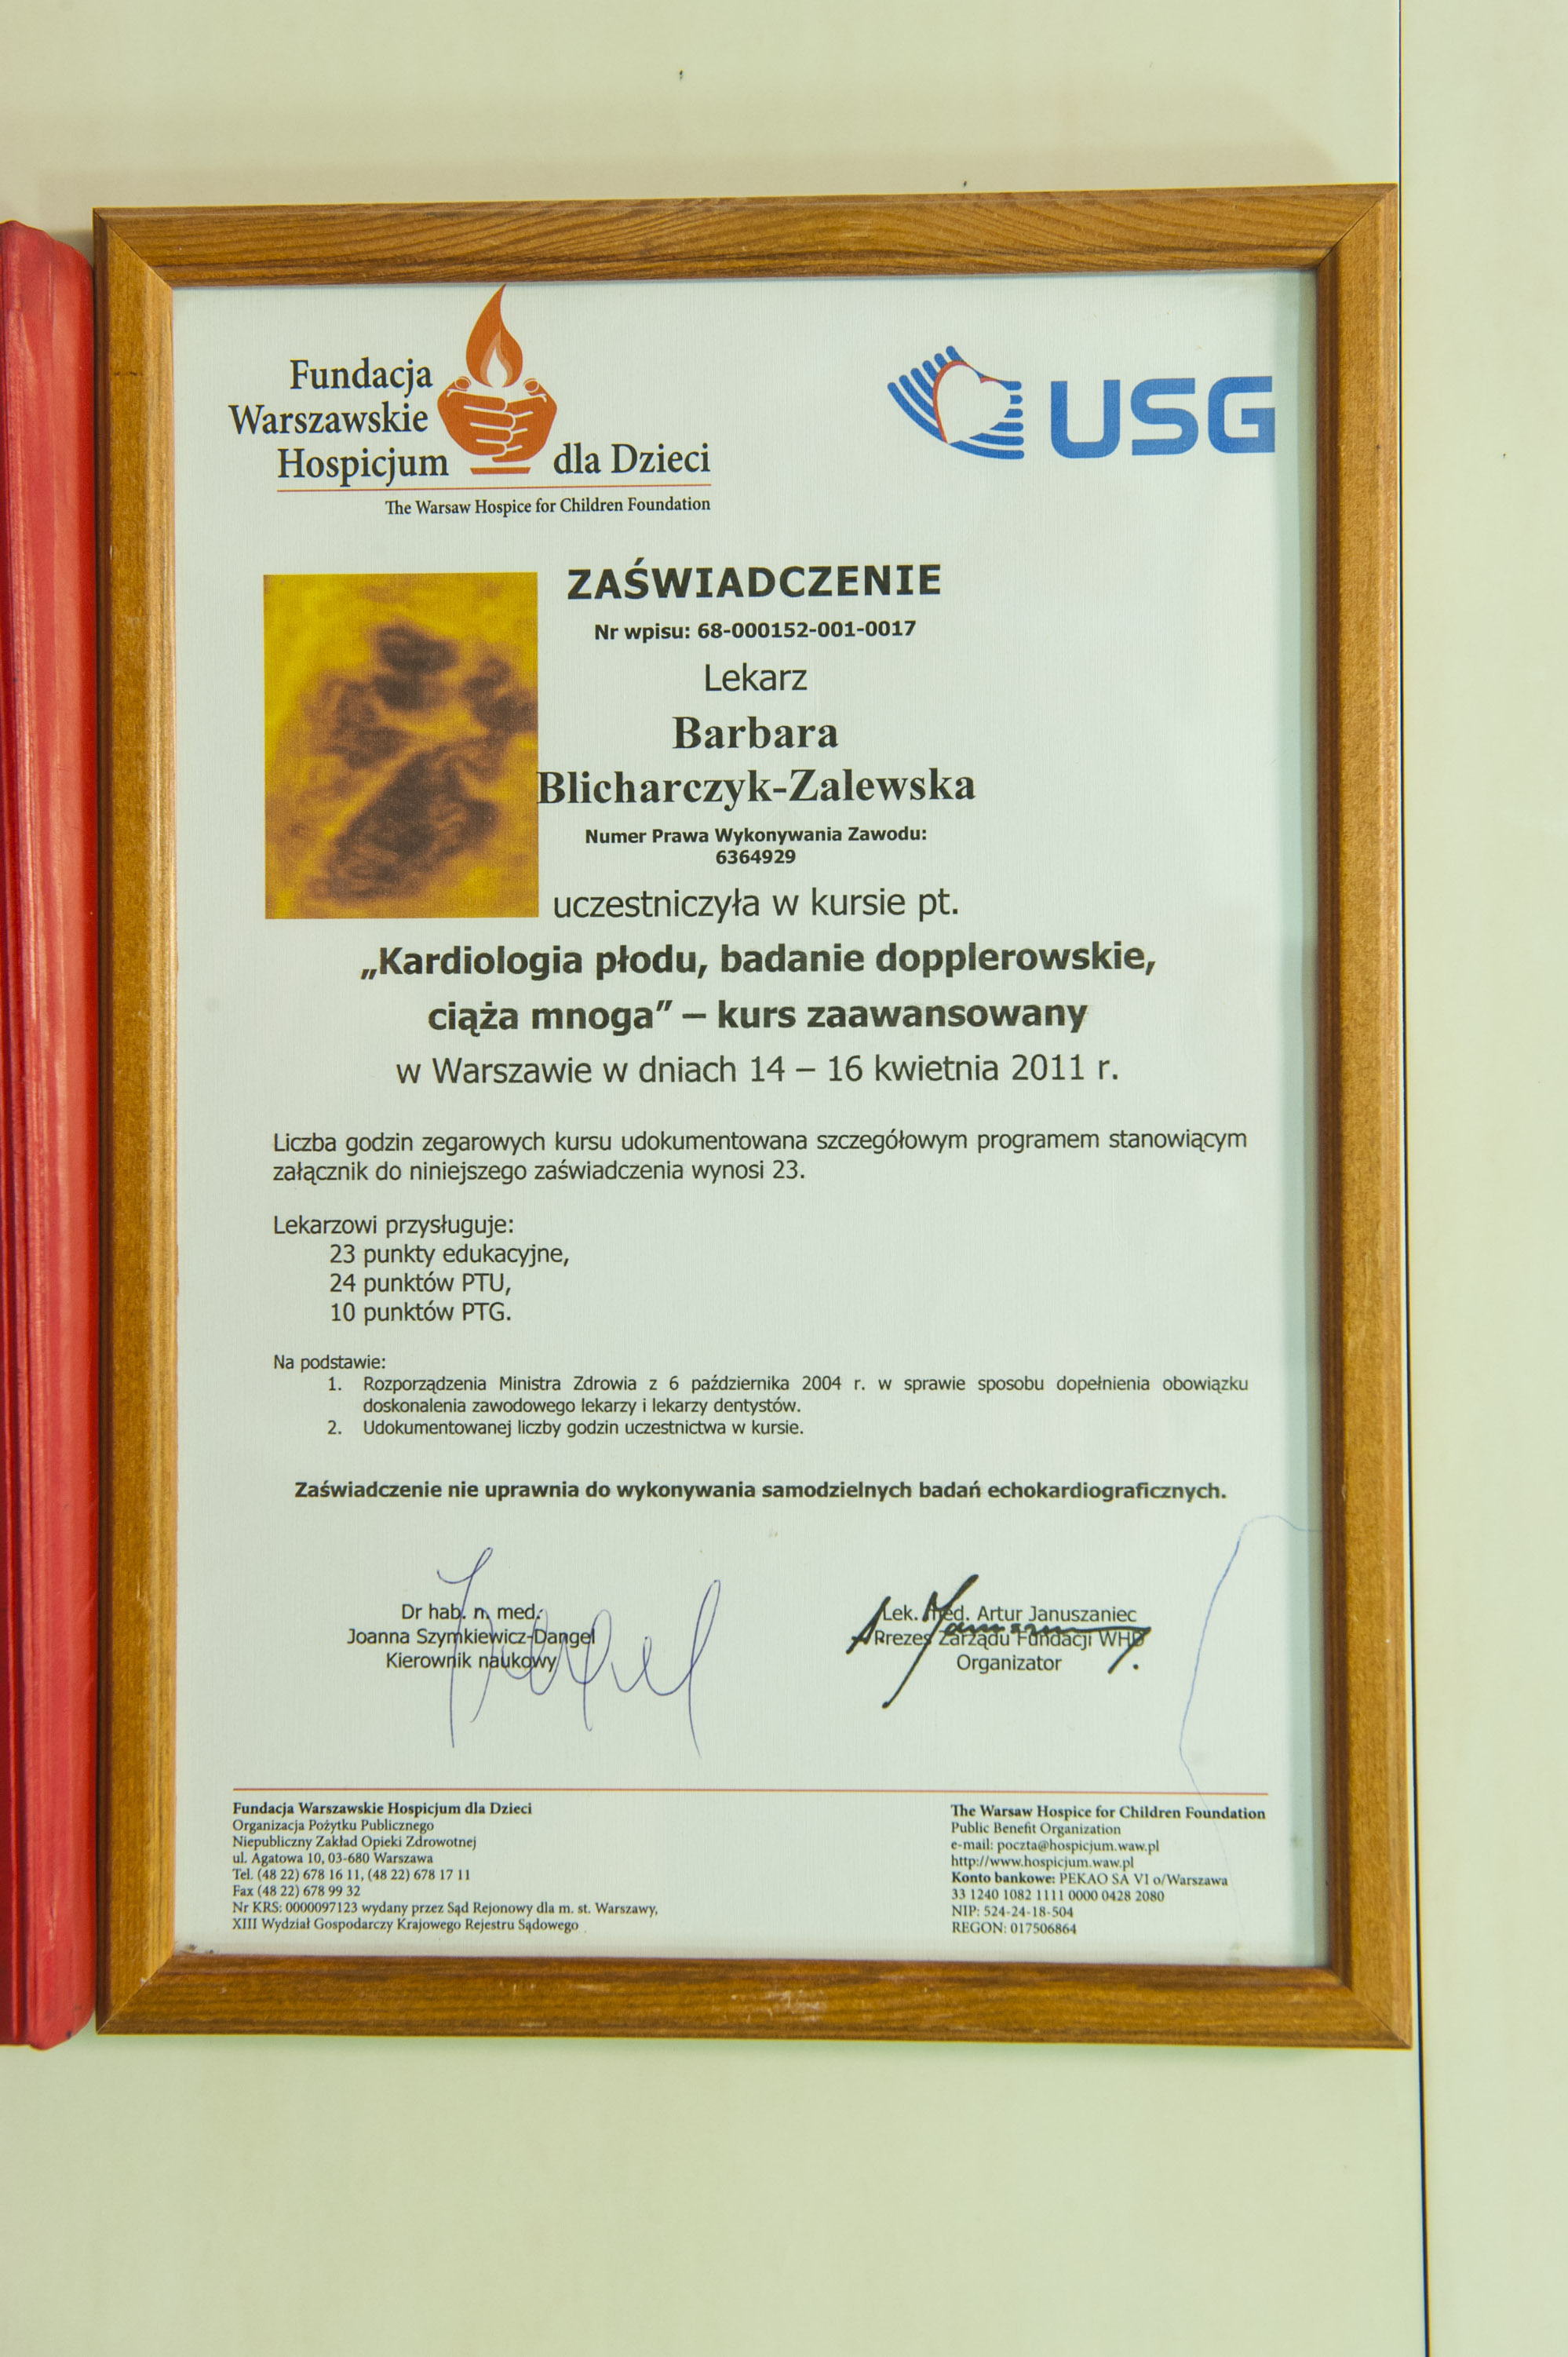 Fundacja
Warszawskie
Hospicjum dla Dzieci
The Warsaw Hospice for Children Foundation
USG
ZAŚWIADCZENIE
Nr wpisu: 68-000152-001-0017
Lekarz
Barbara
Blicharczyk-Zalewska
Numer Prawa Wykonywania Zawodu:
6364929
uczestniczyła w kursie pt.
„Kardiologia płodu, badanie dopplerowskie,
ciąża mnoga” – kurs zaawansowany
w Warszawie w dniach 14 – 16 kwietnia 2011 r.
Liczba godzin zegarowych kursu udokumentowana szczegółowym programem stanowiącym
załącznik do niniejszego zaświadczenia wynosi 23.
Lekarzowi przysługuje:
23 punkty edukacyjne,
24 punktów PTU,
10 punktów PTG.
Na podstawie:
1. Rozporządzenia Ministra Zdrowia z 6 października 2004 r. w sprawie sposobu dopełnienia obowiązku
doskonalenia zawodowego lekarzy i lekarzy dentystów.
2. Udokumentowanej liczby godzin uczestnictwa w kursie.
Zaświadczenie nie uprawnia do wykonywania samodzielnych badań echokardiograficznych.
Dr hab. n. med.
Joanna Szymkiewicz-Dangel
Kierownik naukowy
Lek. med. Artur Januszaniec
Prezes Zarządu Fundacji WHD
Organizator
Fundacja Warszawskie Hospicjum dla Dzieci
Organizacja Pożytku Publicznego
Niepubliczny Zakład Opieki Zdrowotnej
ul. Agatowa 10, 03-680 Warszawa
Tel. (48 22) 678 16 11, (48 22) 678 17 11
Fax (48 22) 678 99 32
Nr KRS: 0000097123 wydany przez Sąd Rejonowy dla m. st. Warszawy,
XIII Wydział Gospodarczy Krajowego Rejestru Sądowego
The Warsaw Hospice for Children Foundation
Public Benefit Organization
e-mail: poczta@hospicjum.waw.pl
http://www.hospicjum.waw.pl
Konto bankowe: PEKAO SA VI o/Warszawa
33 1240 1082 1111 0000 0428 2080
NIP: 524-24-18-504
REGON: 017506864